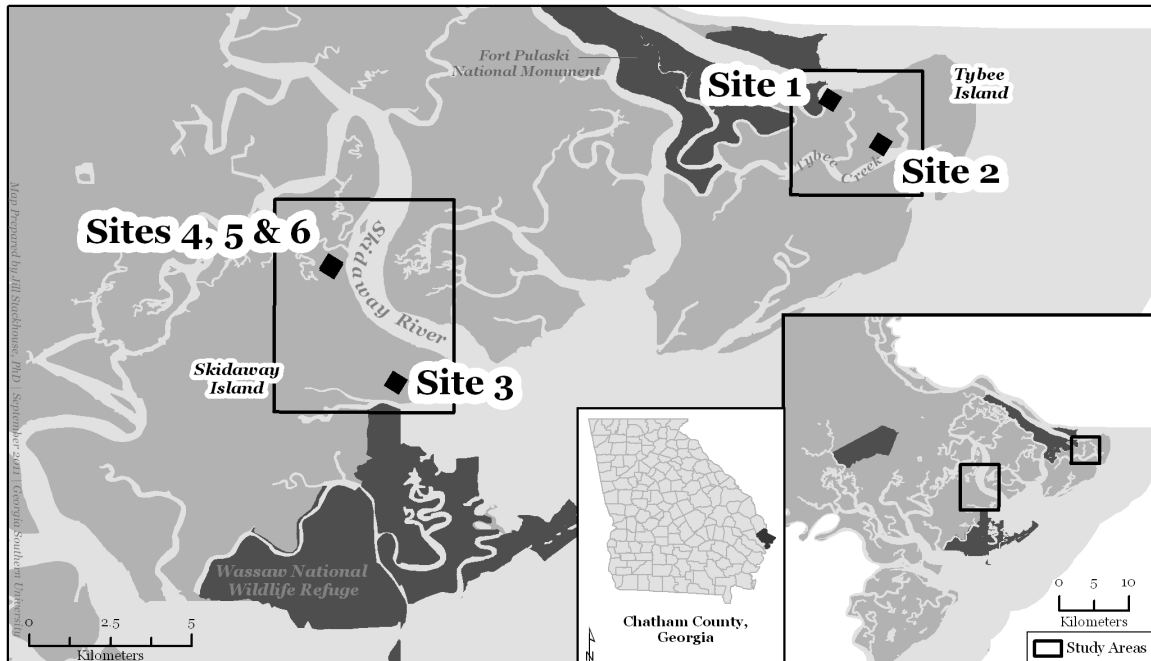 Fort Pulaski
National Monument
Site 1
Tybee
Island
Tybee Creek
Site 2
Sites 4, 5 & 6
Skidaway River
Skidaway
Island
Site 3
Wassaw National
Wildlife Refuge
Map Prepared by Jill Stackhouse, PhD | September 2011 | Georgia Southern University
0 2.5 5
Kilometers
Chatham County,
Georgia
N
0 5 10
Kilometers
Study Areas